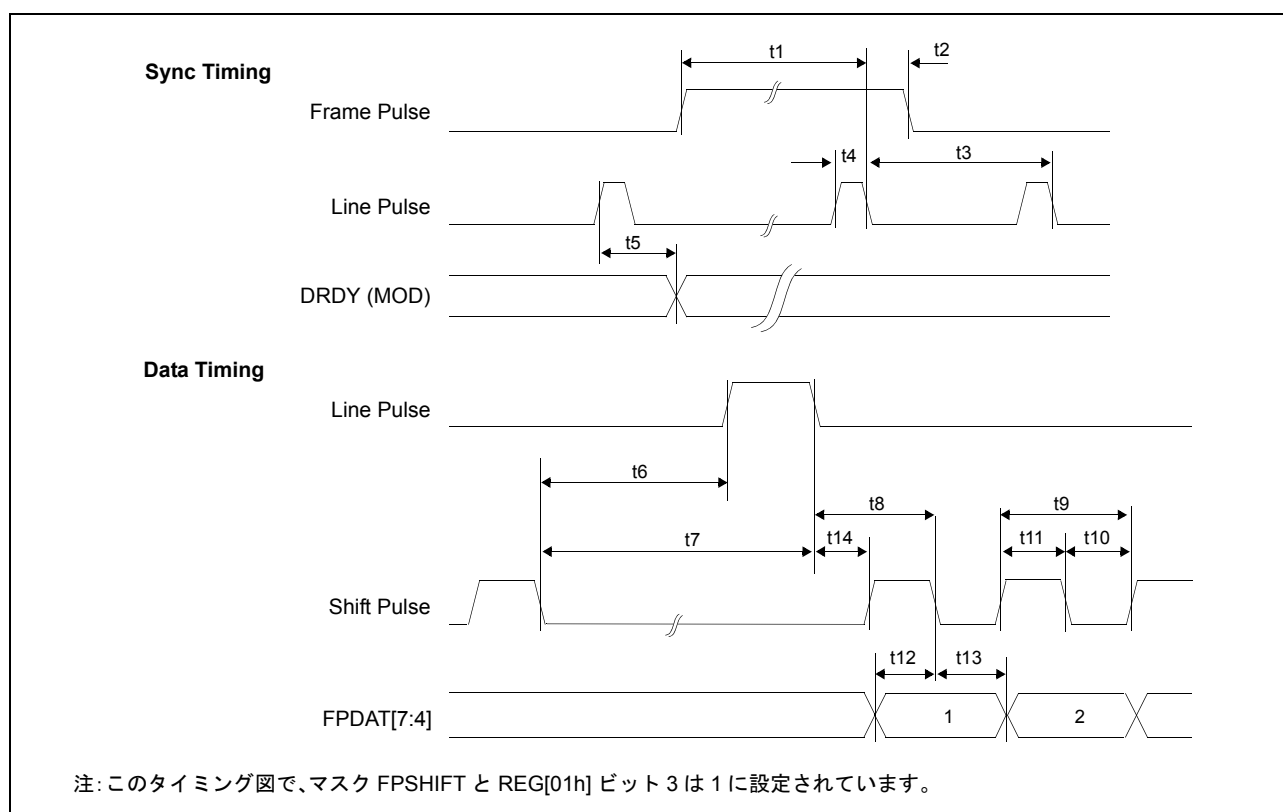 Sync Timing
t1
t2
Frame Pulse
t4
t3
Line Pulse
t5
DRDY (MOD)
Data Timing
Line Pulse
t6
t8
t9
t7
t14
t11
t10
Shift Pulse
t12
t13
FPDAT[7:4]
1
2
注:このタイミング図で、マスク FPSHIFT と REG[01h] ビット 3 は 1 に設定されています。